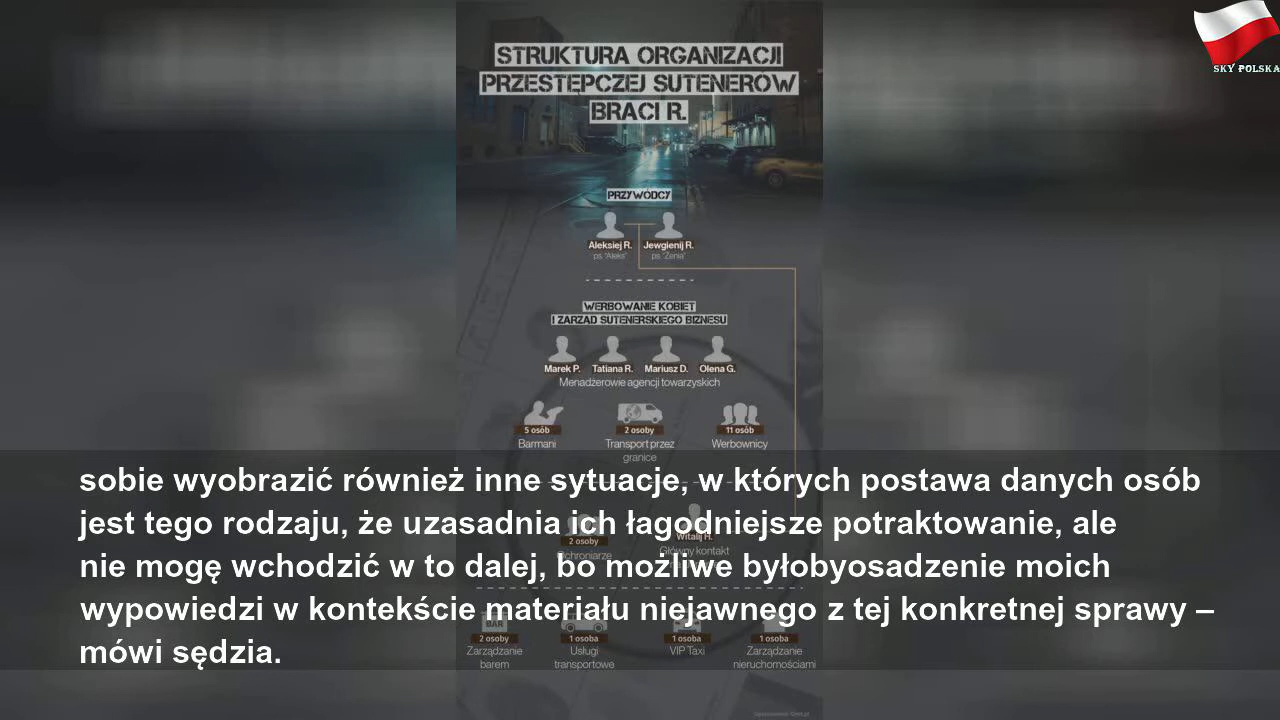 SKY POLSKA
STRUKTURA ORGANIZACJI
PRZESTĘPCZEJ SUTENERÓW
BRACI R.
PRZYWÓDCY
Aleksiej R. Jewgienij R.
ps. "Aleks" ps. "Żenia"
WERBOWANIE KOBIET
I ZARZĄD SUTENERSKIEGO BIZNESU
Marek P. Tatiana R. Mariusz D. Olena G.
Menadżerowie agencji towarzyskich
5 osób 2 osoby 11 osób
Barmani Transport przez Werbownicy
granice
sobie wyobrazić również inne sytuacje, w których postawa danych osób
jest tego rodzaju, że uzasadnia ich łagodniejsze potraktowanie, ale
nie mogę wchodzić w to dalej, bo możliwe byłobyosadzenie moich
wypowiedzi w kontekście materiału niejawnego z tej konkretnej sprawy –
mówi sędzia.
2 osoby Witalij H.
Ochroniarze Główny kontakt
BAR
2 osoby 1 osoba 1 osoba 1 osoba
Zarządzanie Usługi VIP Taxi Zarządzanie
barem transportowe nieruchomościami